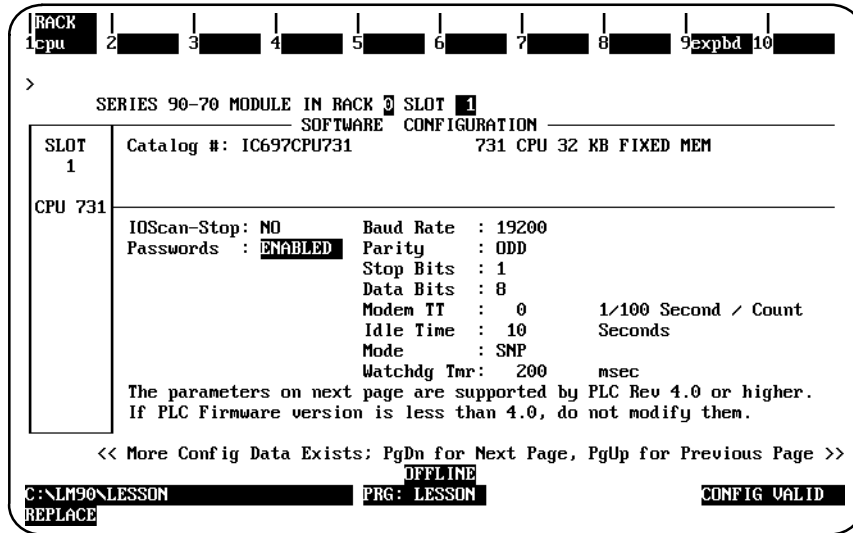 RACK
1cpu 2 3 4 5 6 7 8 9expbd 10
>
SERIES 90-70 MODULE IN RACK 0 SLOT 1
SOFTWARE CONFIGURATION
SLOT Catalog #: IC697CPU731 731 CPU 32 KB FIXED MEM
1
CPU 731
IOScan-Stop: NO Baud Rate : 19200
Passwords : ENABLED Parity : ODD
Stop Bits : 1
Data Bits : 8
Modem TT : 0 1/100 Second / Count
Idle Time : 10 Seconds
Mode : SNP
Watchdg Tmr: 200 msec
The parameters on next page are supported by PLC Rev 4.0 or higher.
If PLC Firmware version is less than 4.0, do not modify them.
<< More Config Data Exists; PgDn for Next Page, PgUp for Previous Page >>
OFFLINE
C:\LM90\LESSON PRG: LESSON CONFIG VALID
REPLACE